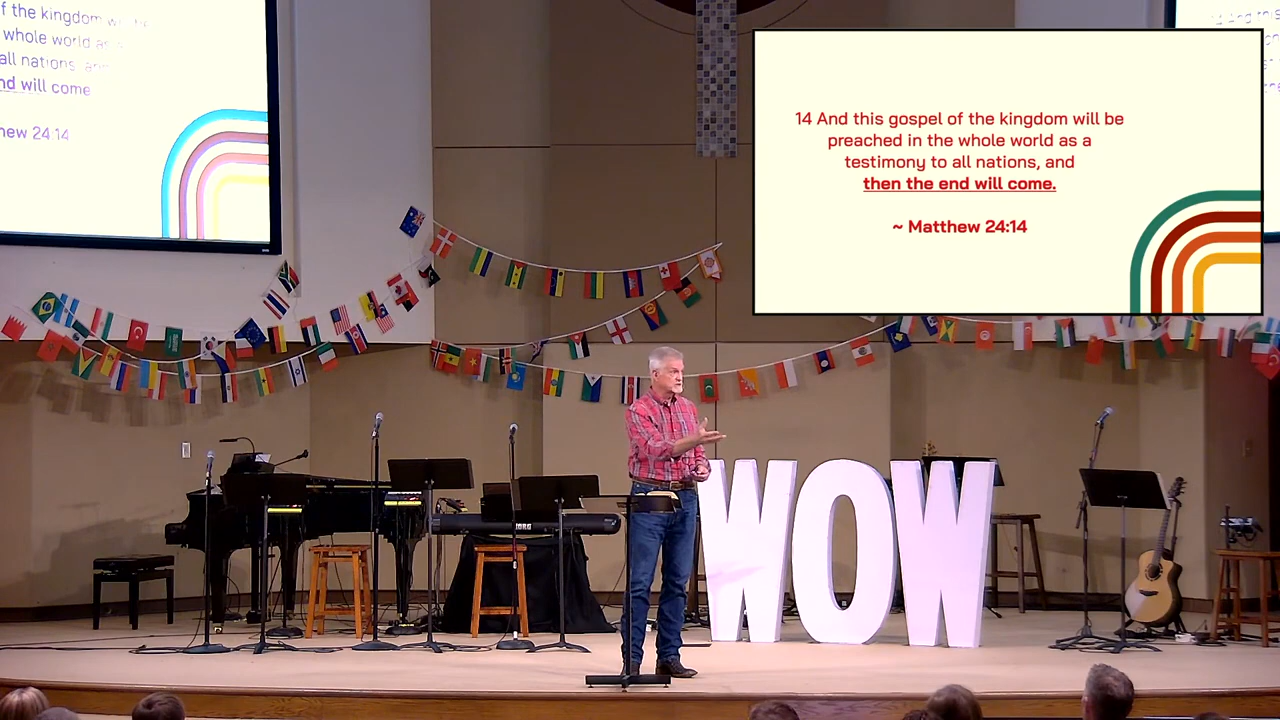 f the kingdom
whole world as
all nations, and
nd will come
hew 24:14
14 And this gospel of the kingdom will be
preached in the whole world as a
testimony to all nations, and
then the end will come.
~ Matthew 24:14
KORG
WOW